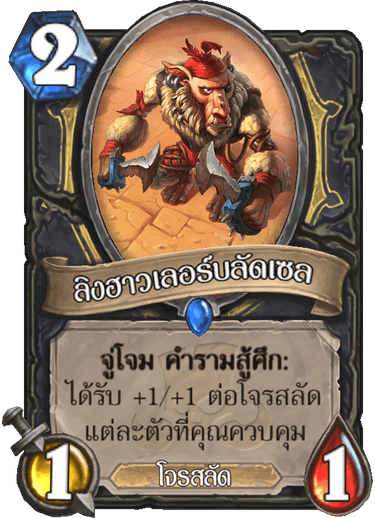 2
ลิงฮาวเลอร์บลัดเซล
จู่โจม คำรามสู้ศึก:
ได้รับ +1/+1 ต่อโจรสลัด
แต่ละตัวที่คุณควบคุม
1
โจรสลัด
1